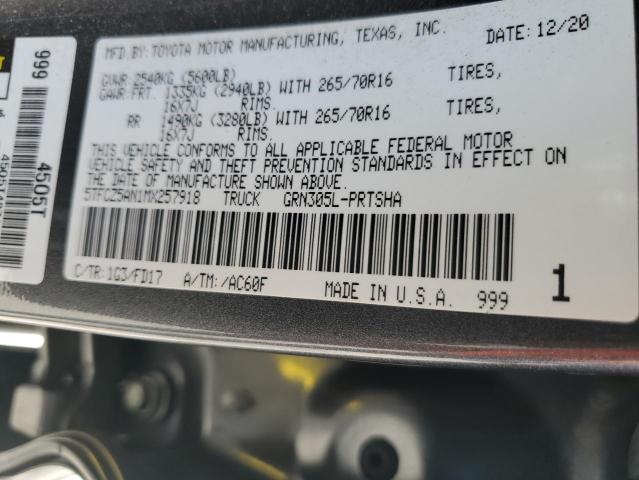 MFD.BY:TOYOTA MOTOR MANUFACTURING, TEXAS, INC. DATE: 12/20
GVWR:2540KG (5600LB)
GAWR:FRT. 1335KG (2940LB) WITH 265/70R16 TIRES,
16X7J RIMS.
RR 1490KG (3280LB) WITH 265/70R16 TIRES,
16X7J RIMS.
THIS VEHICLE CONFORMS TO ALL APPLICABLE FEDERAL MOTOR
VEHICLE SAFETY AND THEFT PREVENTION STANDARDS IN EFFECT ON
THE DATE OF MANUFACTURE SHOWN ABOVE.
5TFCZ5AN1MX257918 TRUCK GRN305L-PRTSHA
C/TR:1G3/FD17 A/TM:/AC60F MADE IN U.S.A. 999 1
999
4505T